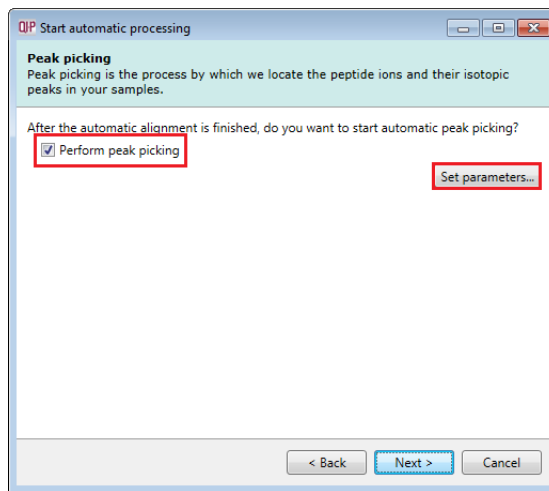 QIP Start automatic processing
Peak picking
Peak picking is the process by which we locate the peptide ions and their isotopic
peaks in your samples.
After the automatic alignment is finished, do you want to start automatic peak picking?
Perform peak picking
Set parameters...
< Back Next > Cancel